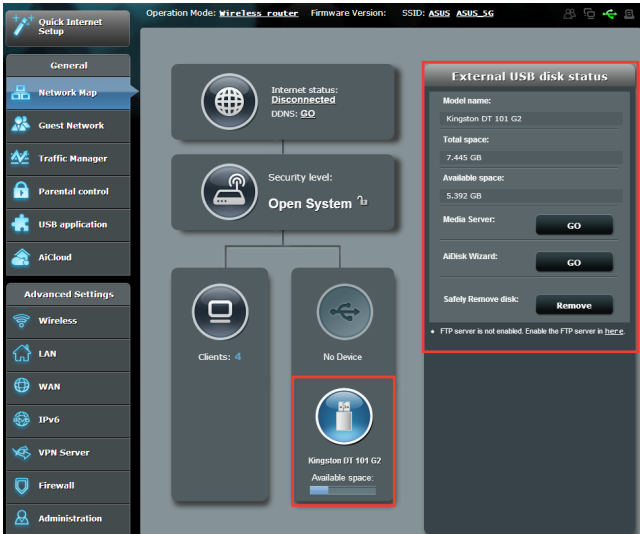 Operation Mode: Wireless router Firmware Version: SSID: ASUS ASUS_5G
Quick Internet
Setup
General
Network Map
Guest Network
Traffic Manager
Parental control
USB application
AiCloud
Advanced Settings
Wireless
LAN
WAN
IPv6
VPN Server
Firewall
Administration
Internet status:
Disconnected
DDNS: GO
Security level:
Open System
Clients: 4
No Device
Kingston DT 101 G2
Available space:
External USB disk status
Model name:
Kingston DT 101 G2
Total space:
7.445 GB
Available space:
5.392 GB
Media Server: GO
AiDisk Wizard: GO
Safely Remove disk: Remove
• FTP server is not enabled. Enable the FTP server in here.